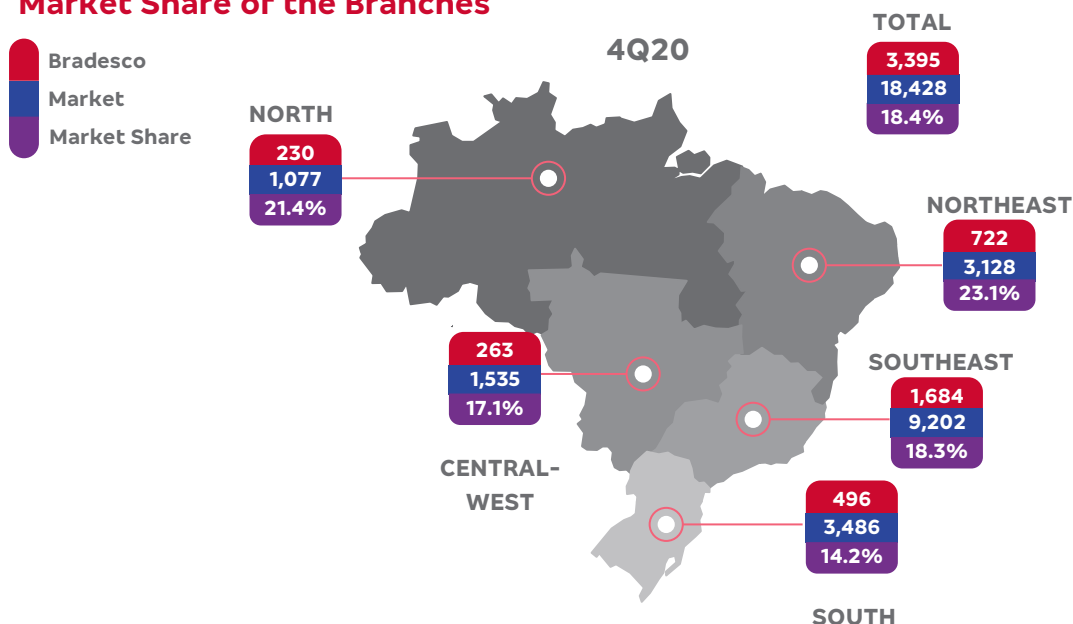 Market Share of the Branches
Bradesco
Market
Market Share
4Q20
TOTAL
3,395
18,428
18.4%
NORTH
230
1,077
21.4%
NORTHEAST
722
3,128
23.1%
263
1,535
17.1%
CENTRAL-
WEST
SOUTHEAST
1,684
9,202
18.3%
496
3,486
14.2%
SOUTH